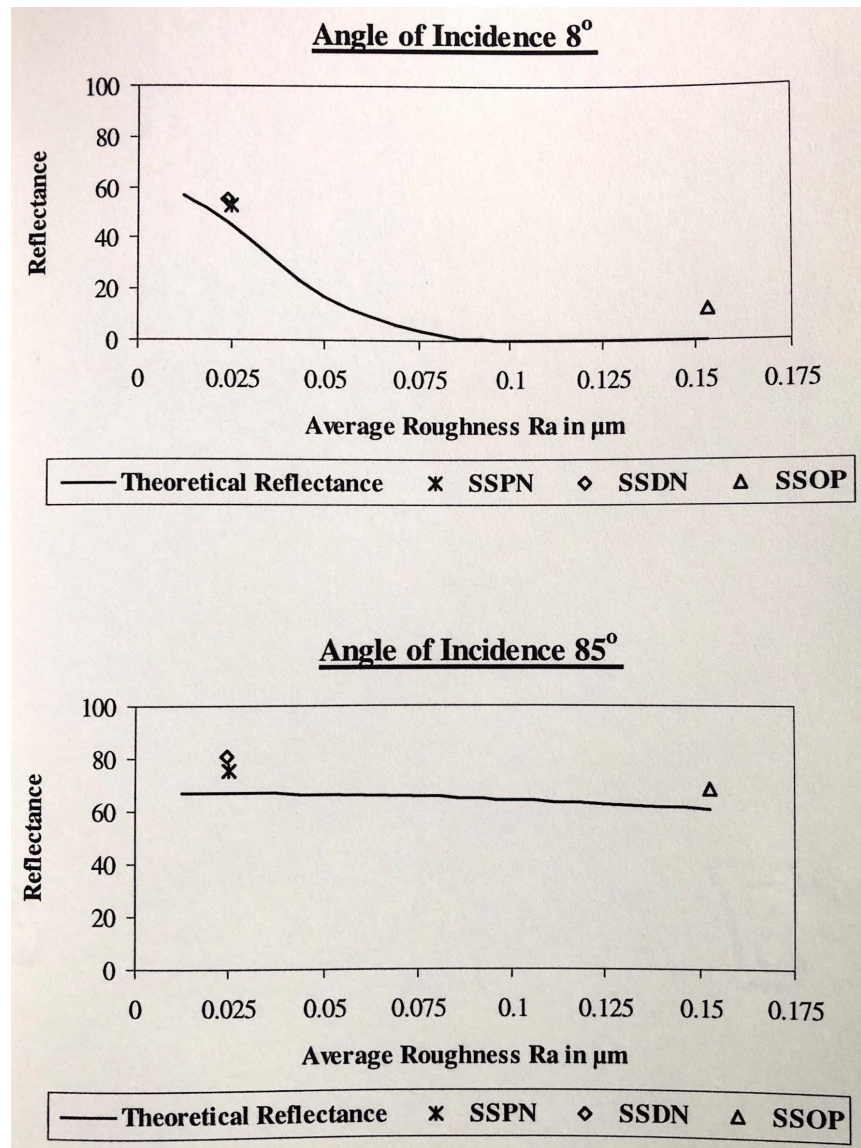 Angle of Incidence 8°
100
80
60
40
20
0
Reflectance
0 0.025 0.05 0.075 0.1 0.125 0.15 0.175
Average Roughness Ra in µm
Theoretical Reflectance SSPN SSDN SSOP
Angle of Incidence 85°
100
80
60
40
20
0
Reflectance
0 0.025 0.05 0.075 0.1 0.125 0.15 0.175
Average Roughness Ra in µm
Theoretical Reflectance SSPN SSDN SSOP